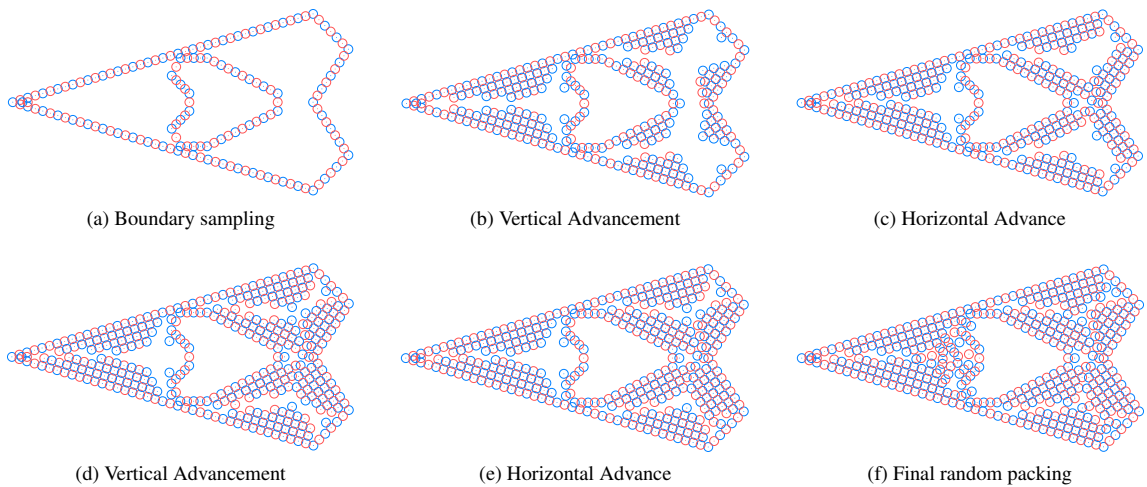 (a) Boundary sampling
(b) Vertical Advancement
(c) Horizontal Advance
(d) Vertical Advancement
(e) Horizontal Advance
(f) Final random packing